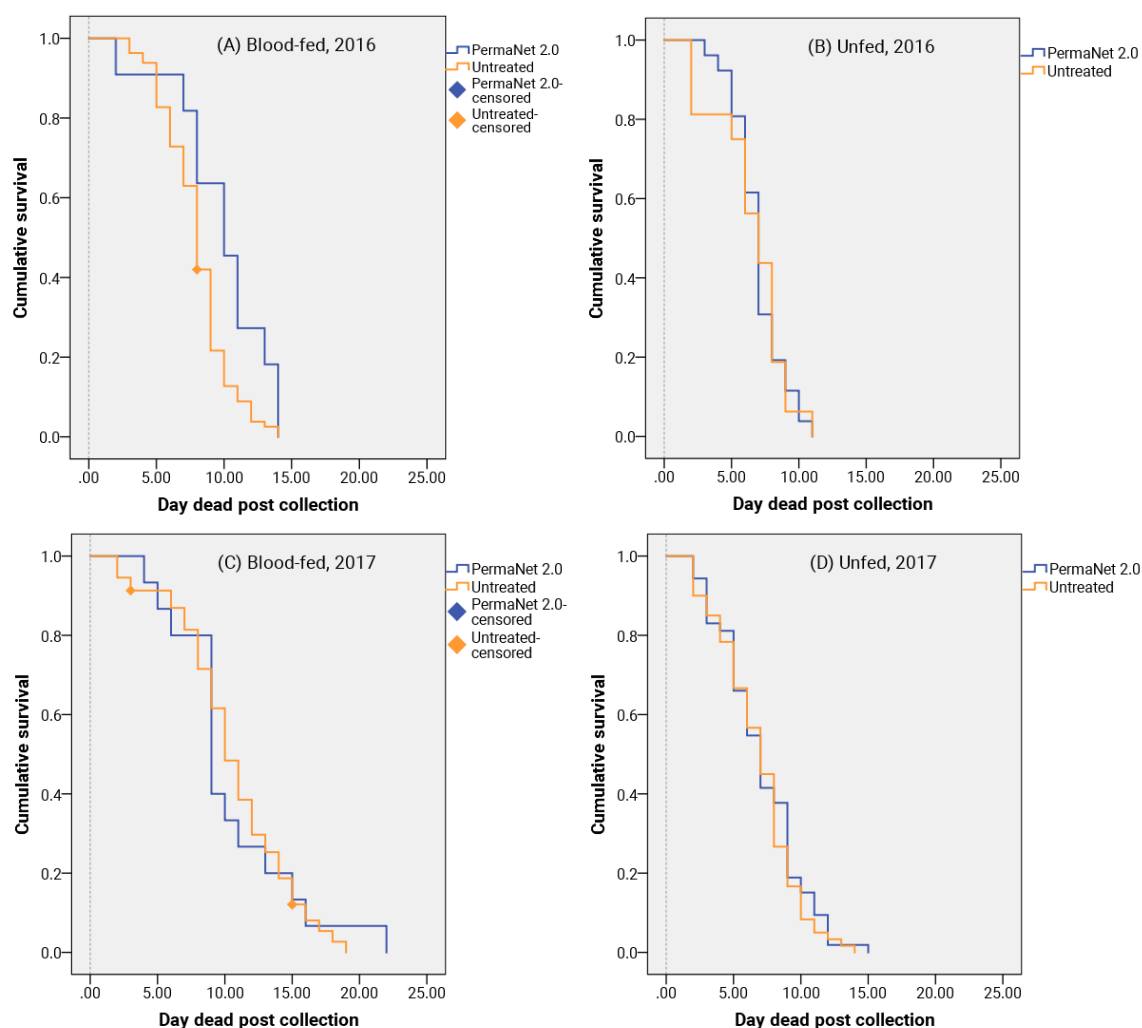 (A) Blood-fed, 2016
PermaNet 2.0
Untreated
PermaNet 2.0-
censored
Untreated-
censored
1.0
0.8
0.6
0.4
0.2
0.0
Cumulative survival
.00 5.00 10.00 15.00 20.00 25.00
Day dead post collection
(B) Unfed, 2016
PermaNet 2.0
Untreated
1.0
0.8
0.6
0.4
0.2
0.0
Cumulative survival
.00 5.00 10.00 15.00 20.00 25.00
Day dead post collection
(C) Blood-fed, 2017
PermaNet 2.0
Untreated
PermaNet 2.0-
censored
Untreated-
censored
1.0
0.8
0.6
0.4
0.2
0.0
Cumulative survival
.00 5.00 10.00 15.00 20.00 25.00
Day dead post collection
(D) Unfed, 2017
PermaNet 2.0
Untreated
1.0
0.8
0.6
0.4
0.2
0.0
Cumulative survival
.00 5.00 10.00 15.00 20.00 25.00
Day dead post collection